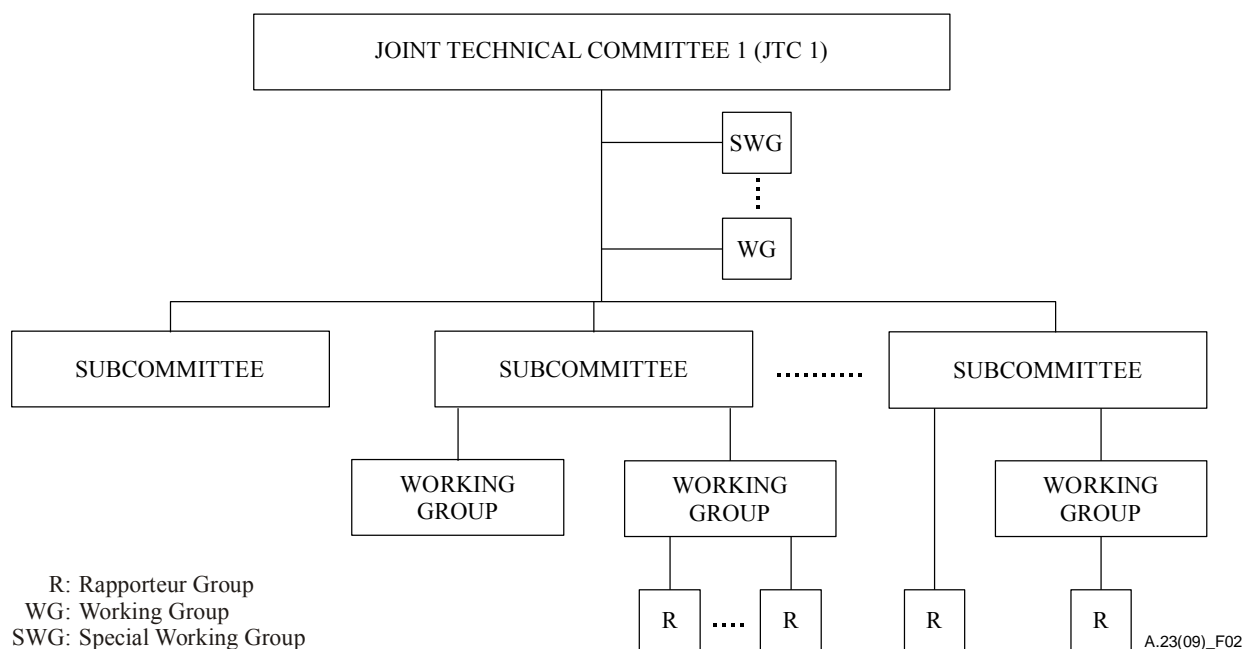 JOINT TECHNICAL COMMITTEE 1 (JTC 1)
SWG
WG
SUBCOMMITTEE
SUBCOMMITTEE
SUBCOMMITTEE
WORKING
GROUP
WORKING
GROUP
WORKING
GROUP
R: Rapporteur Group
WG: Working Group
SWG: Special Working Group
R
R
R
R
A.23(09)_F02